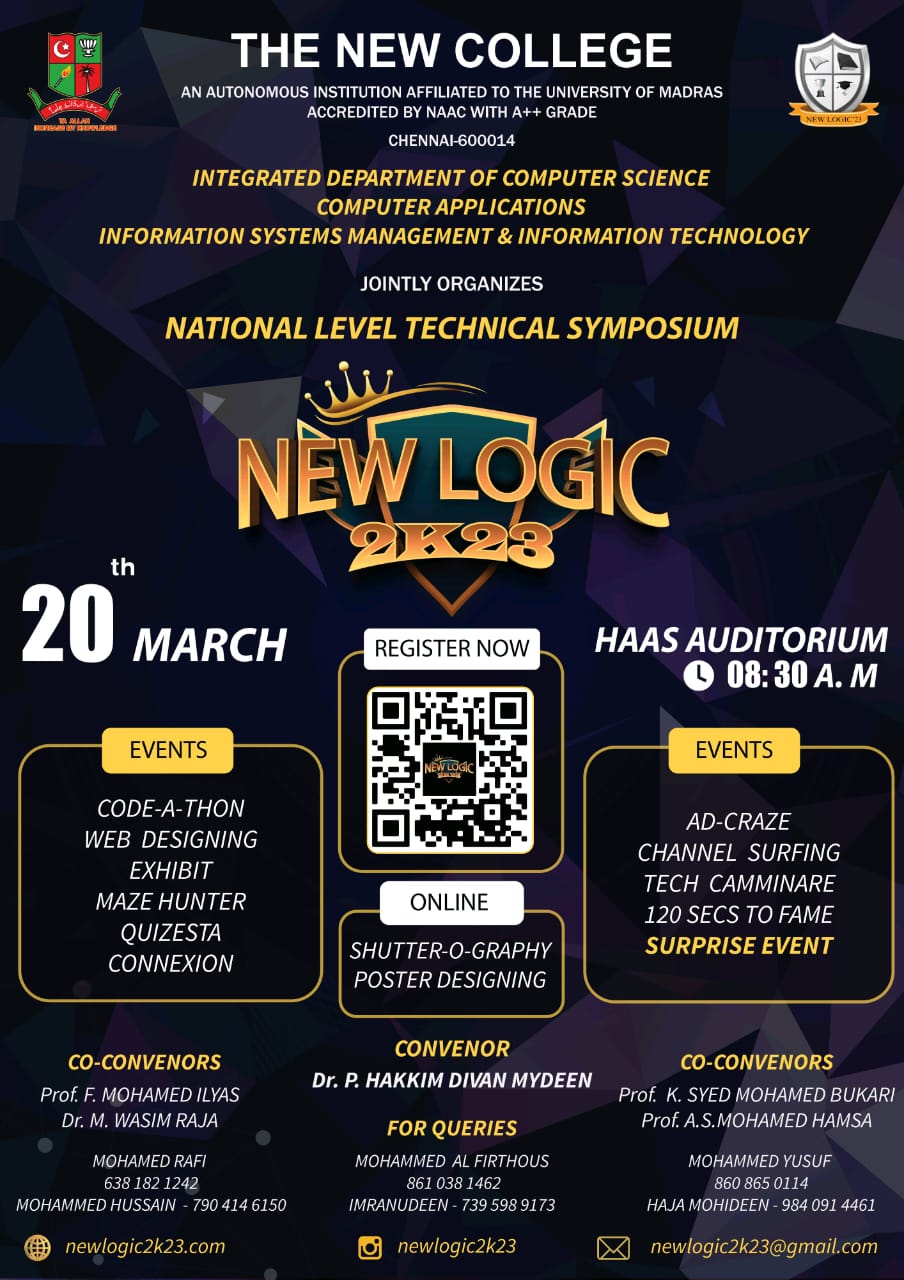 THE NEW COLLEGE
AN AUTONOMOUS INSTITUTION AFFILIATED TO THE UNIVERSITY OF MADRAS
ACCREDITED BY NAAC WITH A++ GRADE
CHENNAI-600014
YA ALLAH
INCREASE MY KNOWLEDGE
NEW LOGIC'23
INTEGRATED DEPARTMENT OF COMPUTER SCIENCE
COMPUTER APPLICATIONS
INFORMATION SYSTEMS MANAGEMENT & INFORMATION TECHNOLOGY
JOINTLY ORGANIZES
NATIONAL LEVEL TECHNICAL SYMPOSIUM
NEW LOGIC
2K23
20th MARCH
HAAS AUDITORIUM
08:30 A. M
REGISTER NOW
NEW LOGIC
2K23
EVENTS
CODE-A-THON
WEB DESIGNING
EXHIBIT
MAZE HUNTER
QUIZESTA
CONNEXION
ONLINE
SHUTTER-O-GRAPHY
POSTER DESIGNING
EVENTS
AD-CRAZE
CHANNEL SURFING
TECH CAMMINARE
120 SECS TO FAME
SURPRISE EVENT
CO-CONVENORS
Prof. F. MOHAMED ILYAS
Dr. M. WASIM RAJA
MOHAMED RAFI
638 182 1242
MOHAMMED HUSSAIN - 790 414 6150
CONVENOR
Dr. P. HAKKIM DIVAN MYDEEN
FOR QUERIES
MOHAMMED AL FIRTHOUS
861 038 1462
IMRANUDEEN - 739 598 9173
CO-CONVENORS
Prof. K. SYED MOHAMED BUKARI
Prof. A.S.MOHAMED HAMSA
MOHAMMED YUSUF
860 865 0114
HAJA MOHIDEEN - 984 091 4461
newlogic2k23.com
newlogic2k23
newlogic2k23@gmail.com